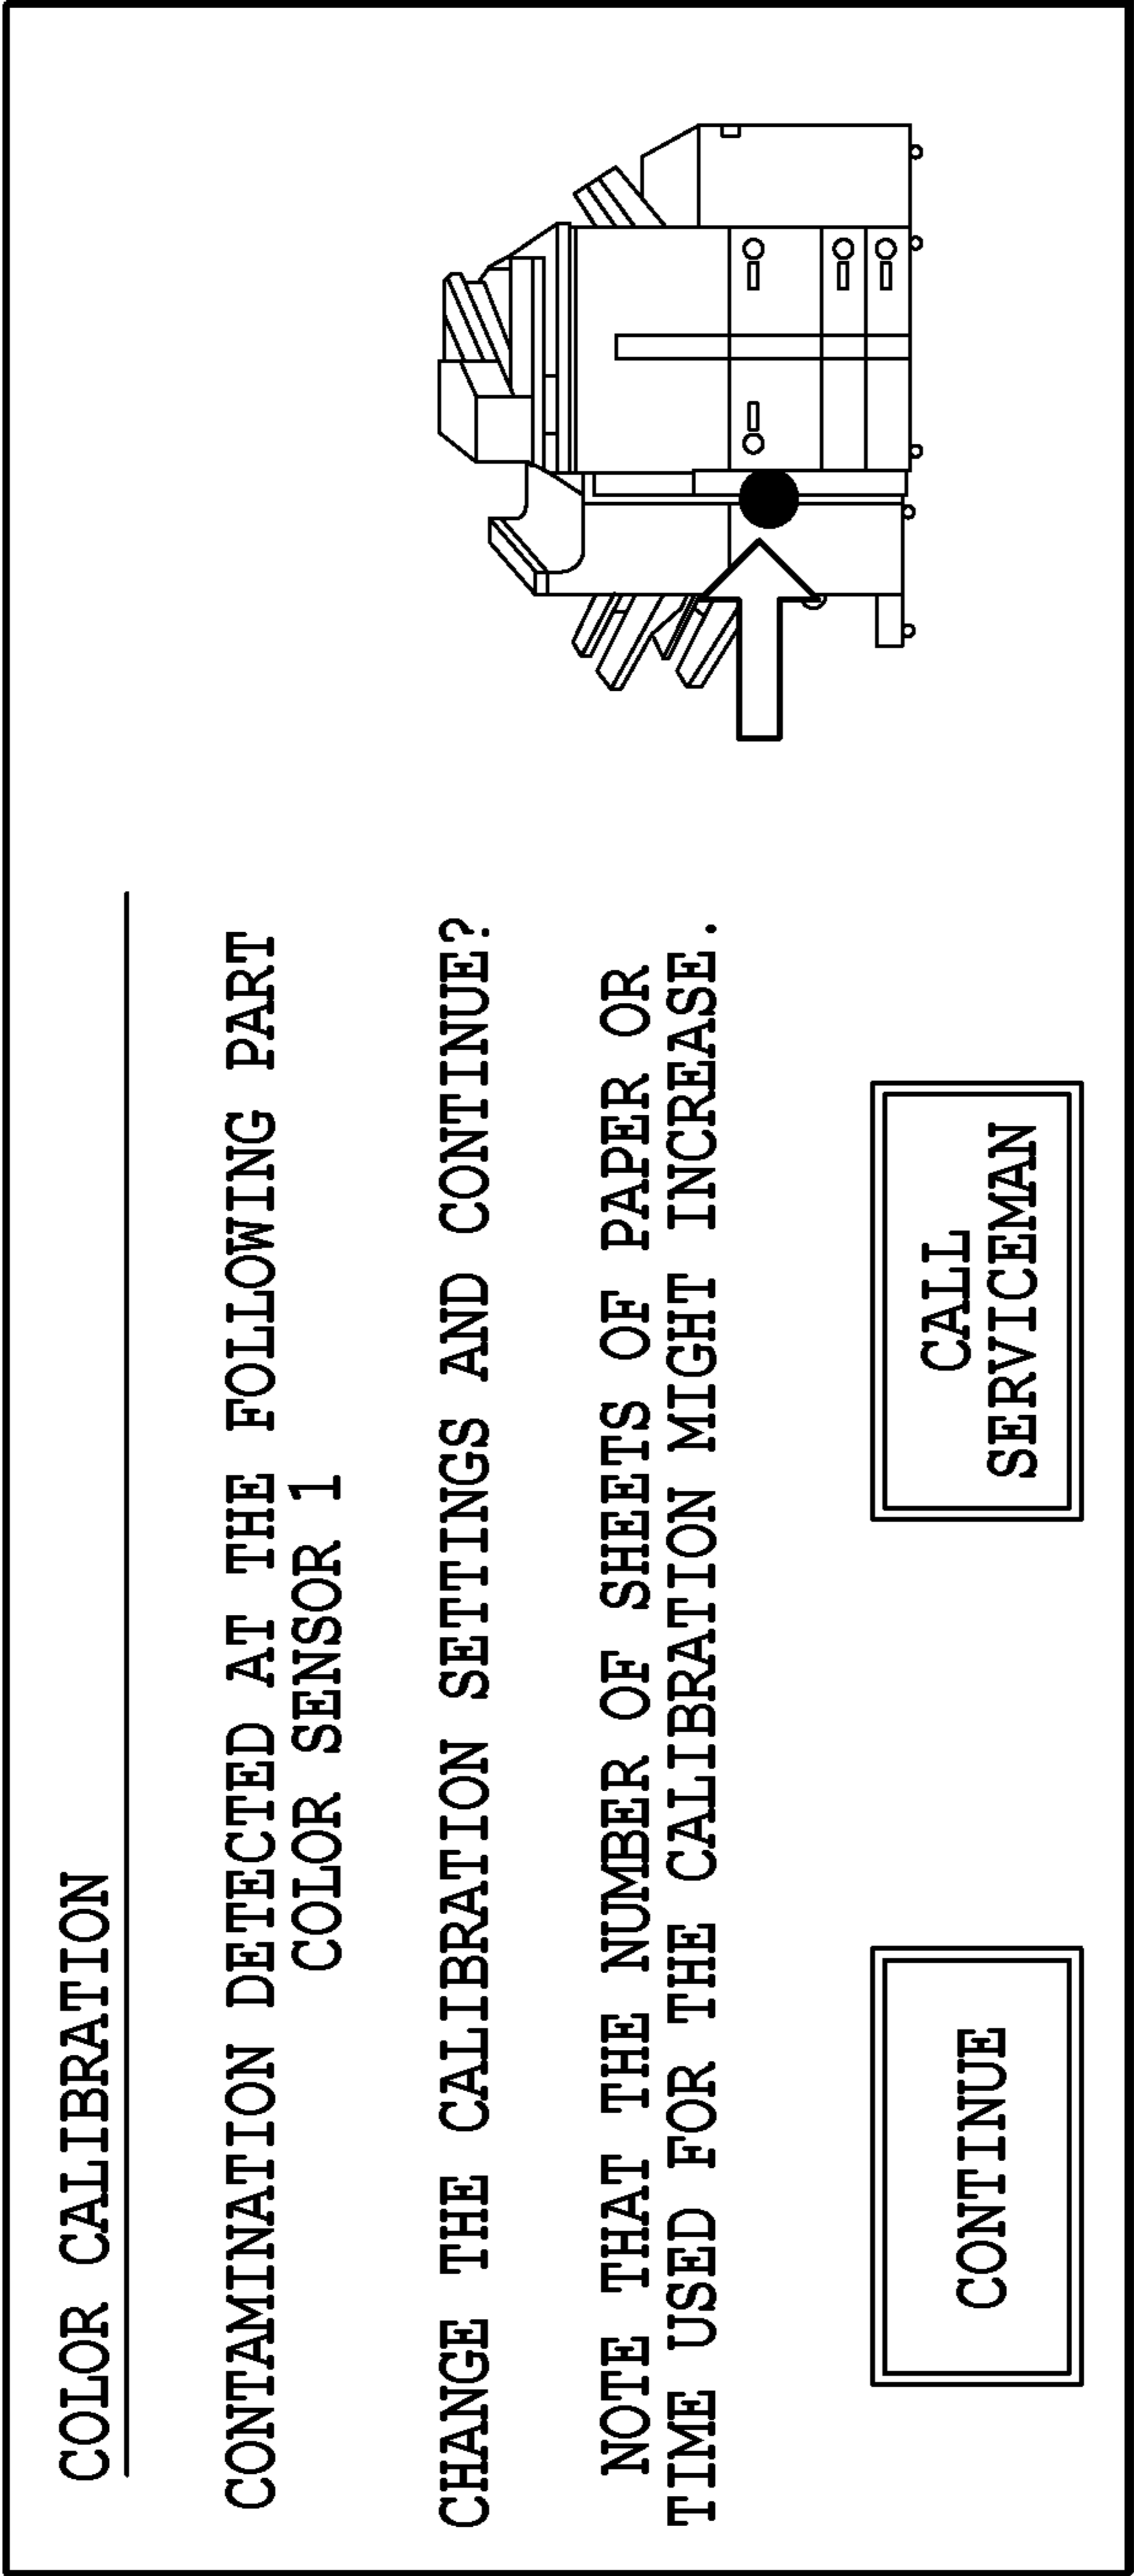 COLOR CALIBRATION
CONTAMINATION DETECTED AT THE FOLLOWING PART
COLOR SENSOR 1
CHANGE THE CALIBRATION SETTINGS AND CONTINUE?
NOTE THAT THE NUMBER OF SHEETS OF PAPER OR
TIME USED FOR THE CALIBRATION MIGHT INCREASE.
CONTINUE
CALL
SERVICEMAN